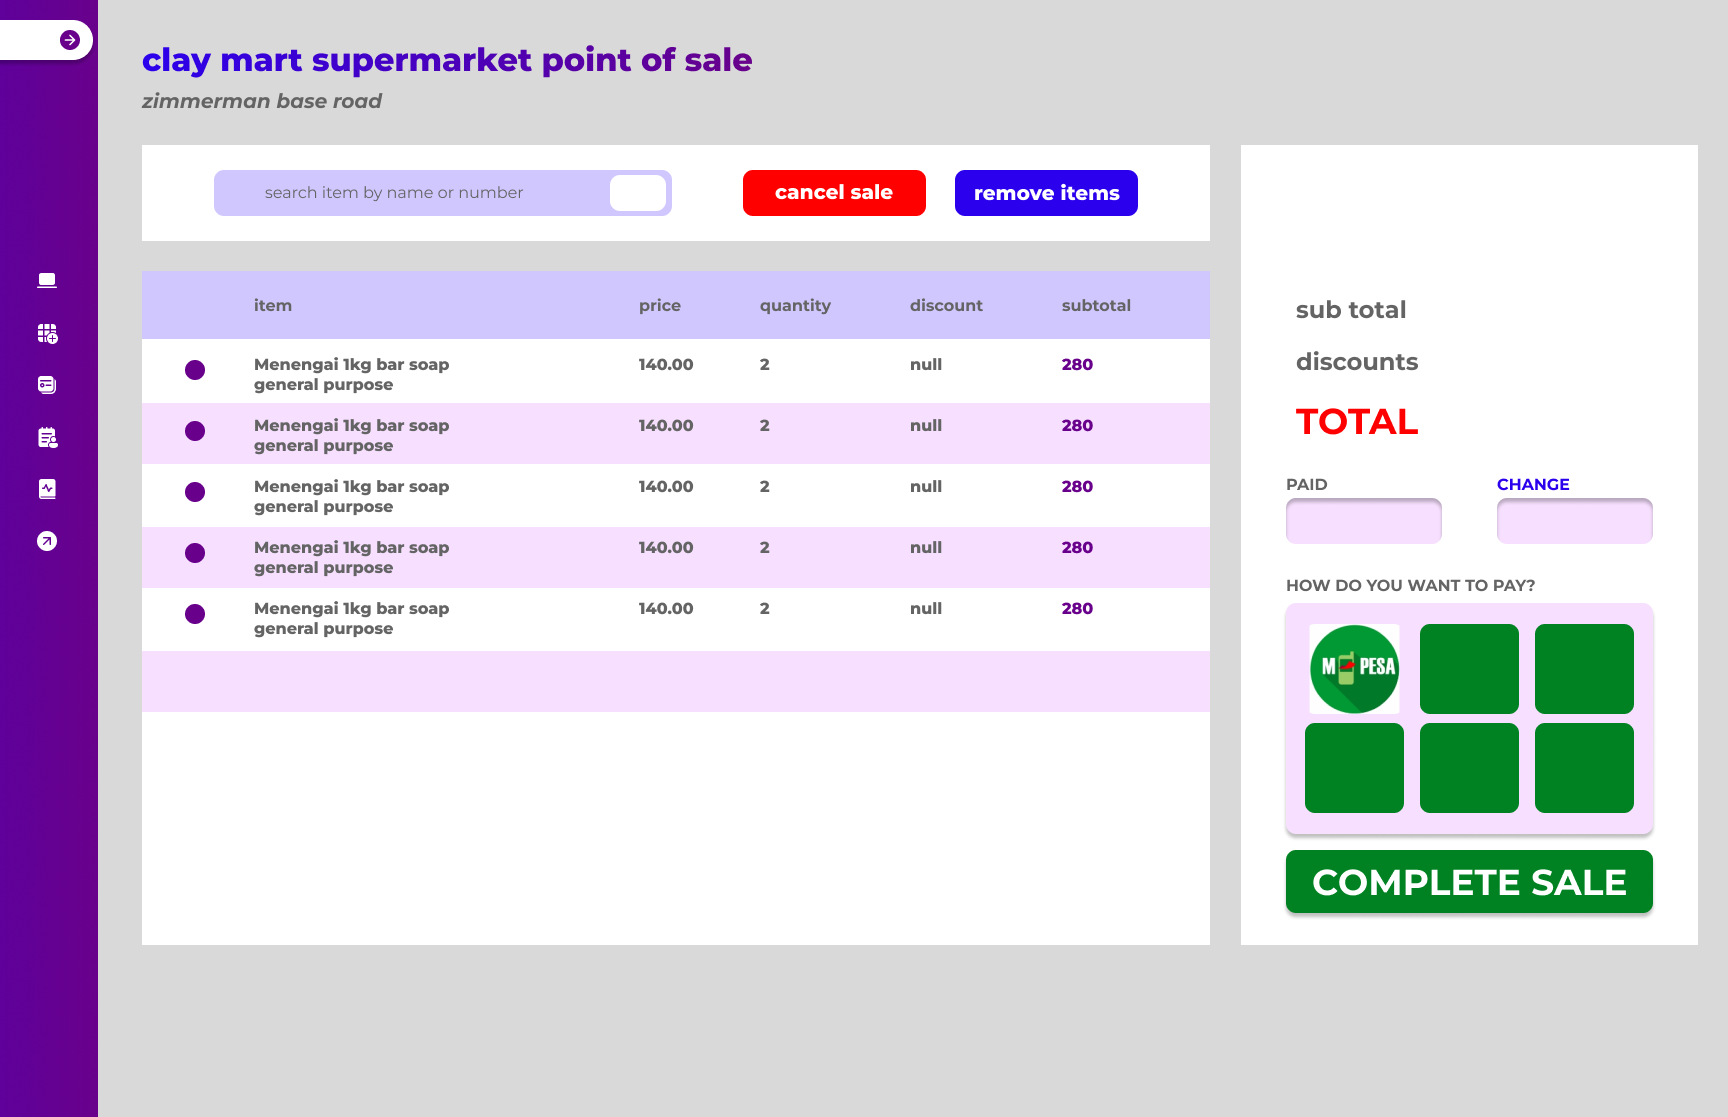 clay mart supermarket point of sale
zimmerman base road
search item by name or number
cancel sale
remove items
item price quantity discount subtotal
Menengai 1kg bar soap 140.00 2 null 280
general purpose
Menengai 1kg bar soap 140.00 2 null 280
general purpose
Menengai 1kg bar soap 140.00 2 null 280
general purpose
Menengai 1kg bar soap 140.00 2 null 280
general purpose
Menengai 1kg bar soap 140.00 2 null 280
general purpose
sub total
discounts
TOTAL
PAID
CHANGE
HOW DO YOU WANT TO PAY?
M PESA
COMPLETE SALE